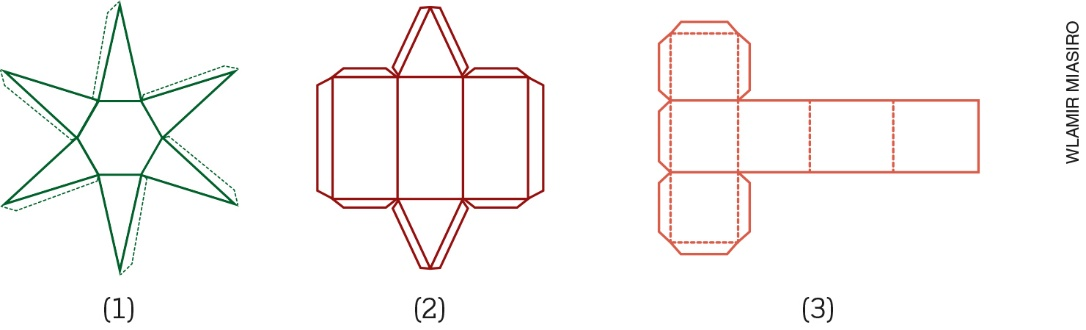 (1)
(2)
(3)
WLAMIR MIASIRO